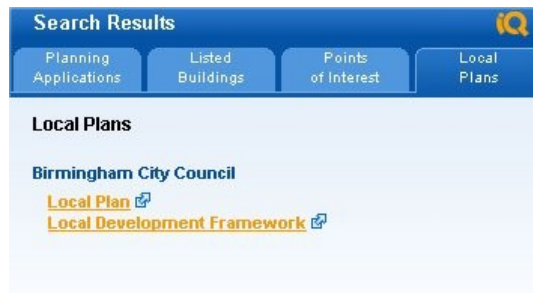 Search Results
iQ
Planning Applications
Listed Buildings
Points of Interest
Local Plans
Local Plans
Birmingham City Council
Local Plan
Local Development Framework